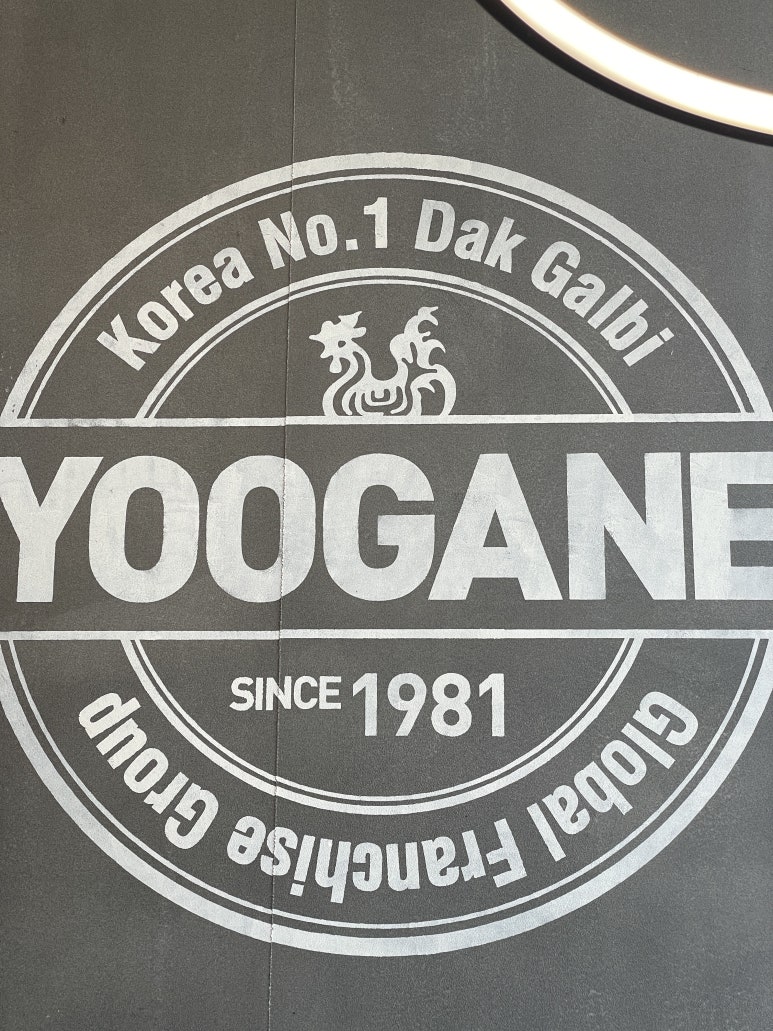 Korea No.1 Dak Galbi
YOOGANE
SINCE 1981
Global Franchise Group